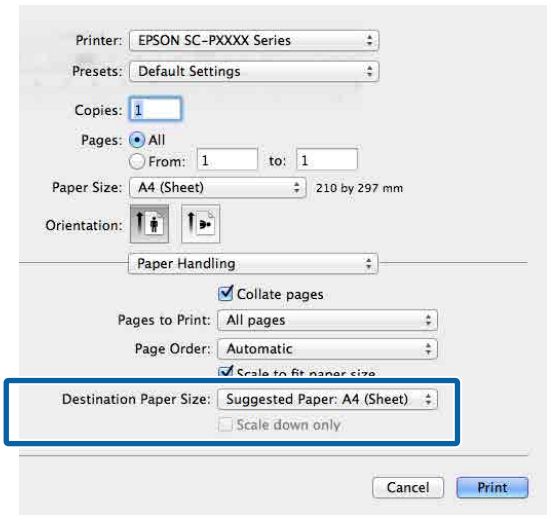 Printer: EPSON SC-PXXXX Series
Presets: Default Settings
Copies: 1
Pages: All
From: 1 to: 1
Paper Size: A4 (Sheet) 210 by 297 mm
Orientation:
Paper Handling
Collate pages
Pages to Print: All pages
Page Order: Automatic
Scale to fit paper size
Destination Paper Size: Suggested Paper: A4 (Sheet)
Scale down only
Cancel Print